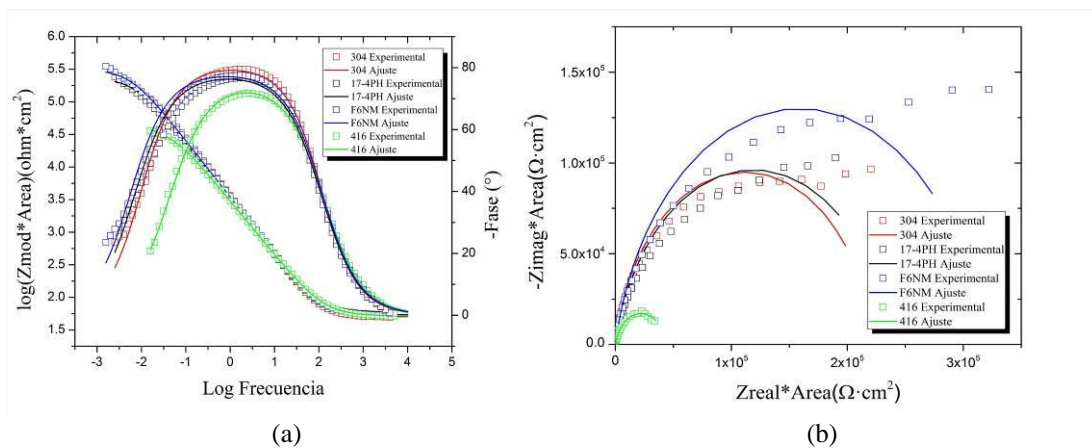 6.0
5.5
5.0
4.5
4.0
3.5
3.0
2.5
2.0
1.5
log(Zmod*Area)(ohm*cm²)
-3 -2 -1 0 1 2 3 4 5
Log Frecuencia
80
60
40
20
0
-Fase (°)
304 Experimental
304 Ajuste
17-4PH Experimental
17-4PH Ajuste
F6NM Experimental
F6NM Ajuste
416 Experimental
416 Ajuste
(a)
1.5x10⁵
1.0x10⁵
5.0x10⁴
0.0
-Zimag*Area(Ω·cm²)
0 1x10⁵ 2x10⁵ 3x10⁵
Zreal*Area(Ω·cm²)
304 Experimental
304 Ajuste
17-4PH Experimental
17-4PH Ajuste
F6NM Experimental
F6NM Ajuste
416 Experimental
416 Ajuste
(b)